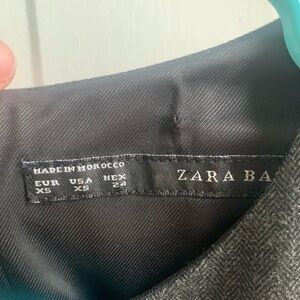 MADE IN MOROCCO
EUR USA MEX
XS XS 24
ZARA BA